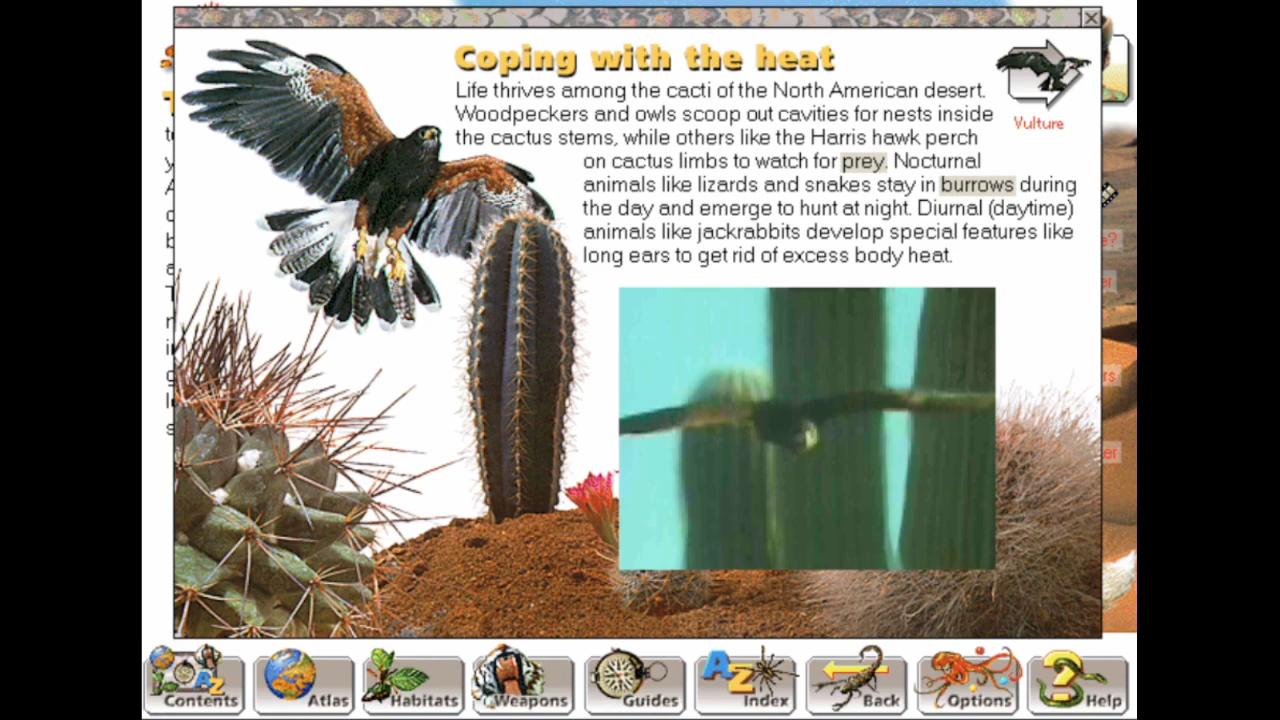 Coping with the heat
Life thrives among the cacti of the North American desert.
Woodpeckers and owls scoop out cavities for nests inside
the cactus stems, while others like the Harris hawk perch
on cactus limbs to watch for prey. Nocturnal
animals like lizards and snakes stay in burrows during
the day and emerge to hunt at night. Diurnal (daytime)
animals like jackrabbits develop special features like
long ears to get rid of excess body heat.
Vulture
Contents
Atlas
Habitats
Weapons
Guides
AZ Index
Back
Options
? Help